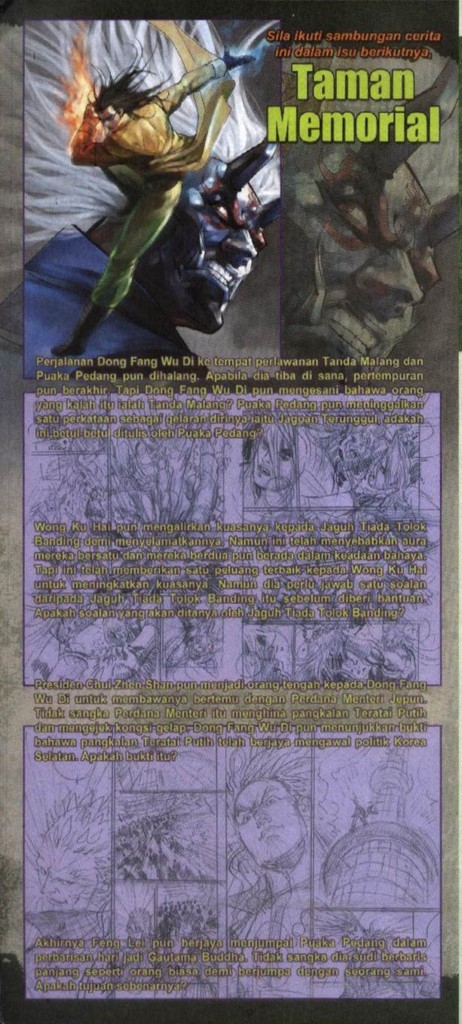 Sila ikuti sambungan cerita
ini dalam isu berikutnya,
Taman
Memorial
Perjalanan Dong Fang Wu Di ke tempat perlawanan Tanda Malang dan
Puaka Pedang pun dihalang. Apabila dia tiba di sana, pertempuran
pun berakhir. Tapi Dong Fang Wu Di pun mengesani bahawa orang
yang kalah itu ialah Tanda Malang? Puaka Pedang pun meninggalkan
satu perkataan sebagai gelaran dirinya iaitu Jaguan Terunggul, adakah
ini betul-betul ditulis oleh Puaka Pedang?
Wong Ku Hai pun mengalirkan kuasanya kepada Jaguh Tiada Tolok
Banding demi menyelamatkannya. Namun ini telah menyebabkan aura
mereka bersatu dan mereka berdua pun berada dalam keadaan bahaya.
Tapi ini telah memberikan satu peluang terbaik kepada Wong Ku Hai
untuk meningkatkan kuasanya. Namun dia perlu jawab satu soalan
daripada Jaguh Tiada Tolok Banding itu sebelum diberi bantuan.
Apakah soalan yang akan ditanya oleh Jaguh Tiada Tolok Banding?
Presiden Chui Zhen Shan pun menjadi orang tengah kepada Dong Fang
Wu Di untuk membawanya bertemu dengan Perdana Menteri Jepun.
Tidak sangka Perdana Menteri itu menghina pangkalan Teratai Putih
dan mengejek kongsi gelap. Dong Fang Wu Di pun menunjukkan bukti
bahawa pangkalan Teratai Putih telah berjaya mengawal politik Korea
Selatan. Apakah bukti itu?
Akhirnya Feng Lei pun berjaya menjumpai Puaka Pedang dalam
perbarisan hari jadi Gautama Buddha. Tidak sangka dia sudi berbaris
panjang seperti orang biasa demi berjumpa dengan seorang sami.
Apakah tujuan sebenarnya?